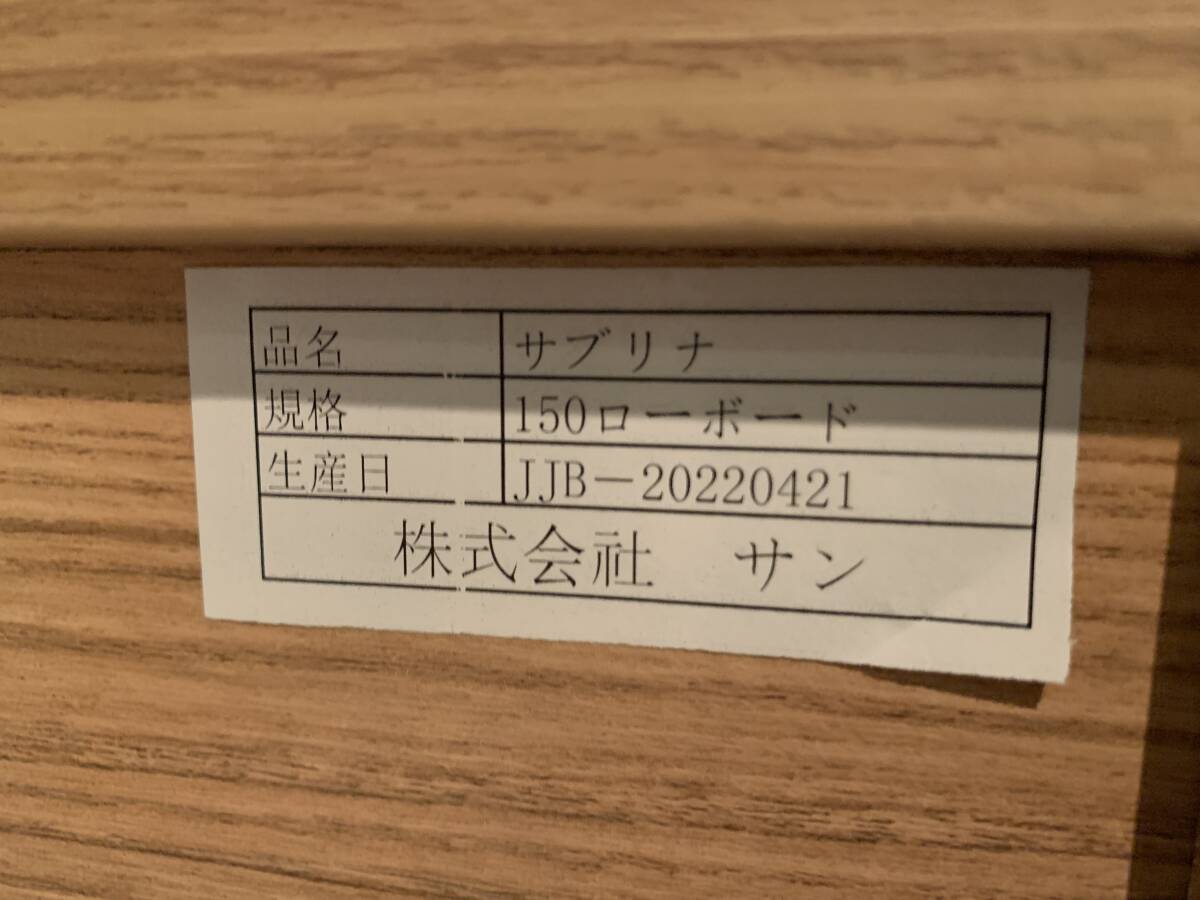 品名 サブリナ
規格 150ローボード
生産日 JJB-20220421
株式会社 サン